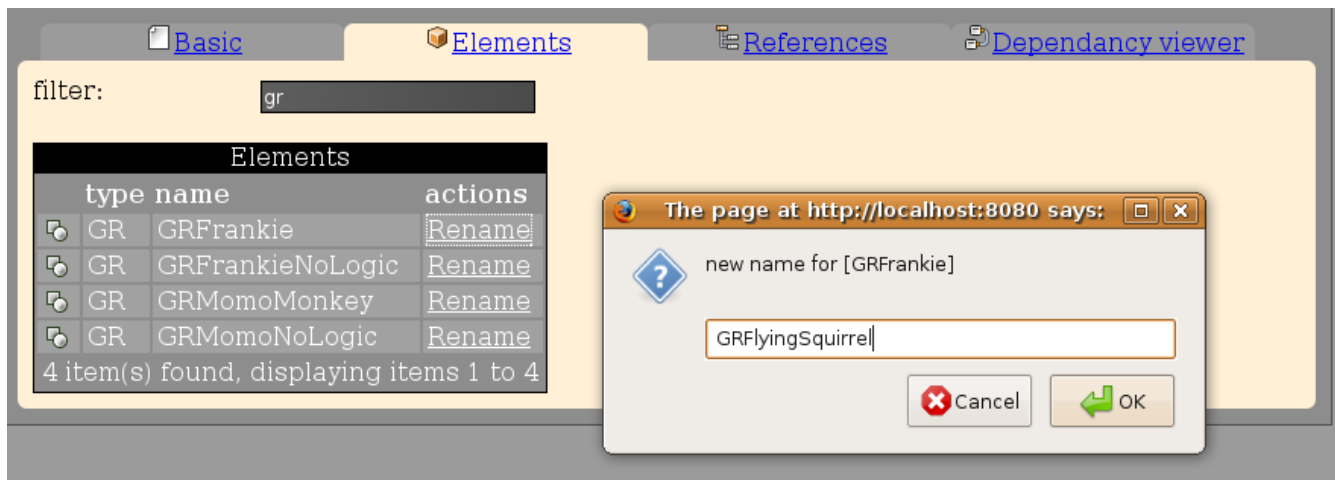 Basic Elements References Dependancy viewer
filter: gr
Elements
type name actions
GR GRFrankie Rename
GR GRFrankieNoLogic Rename
GR GRMomoMonkey Rename
GR GRMomoNoLogic Rename
4 item(s) found, displaying items 1 to 4
The page at http://localhost:8080 says:
new name for [GRFrankie]
GRFlyingSquirrel
Cancel OK